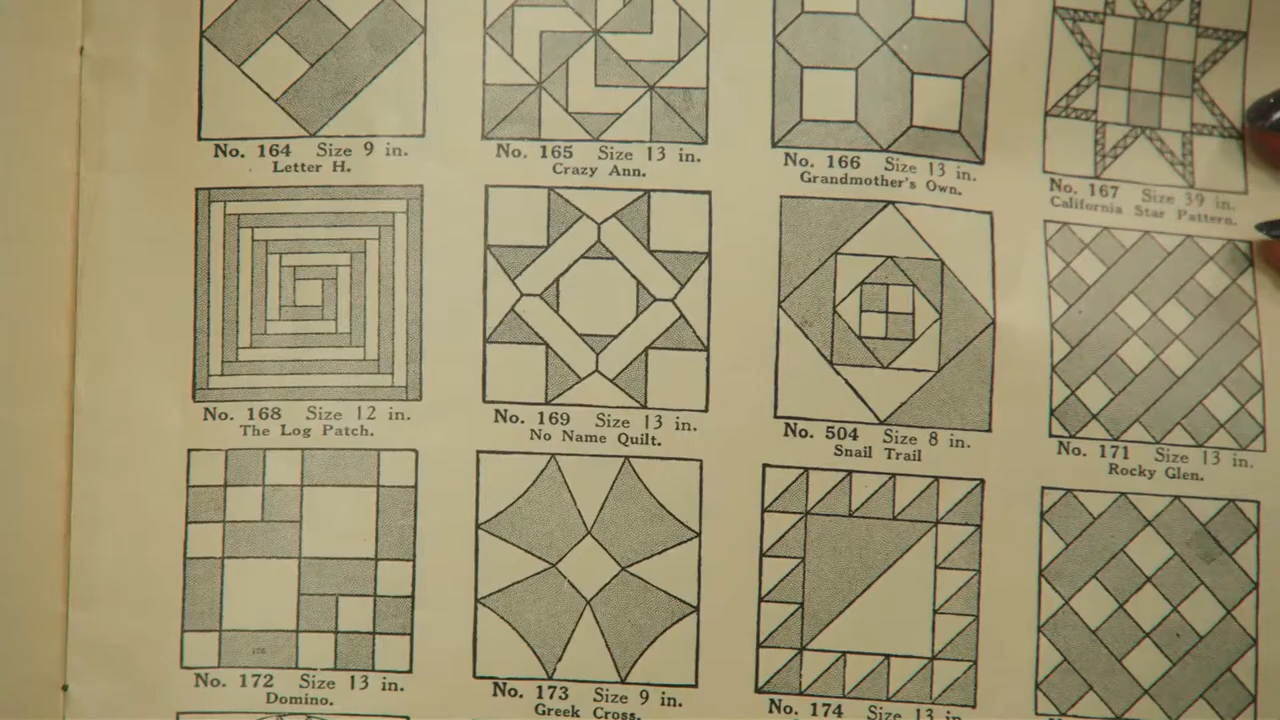 No. 164 Size 9 in.
Letter H.
No. 165 Size 13 in.
Crazy Ann.
No. 166 Size 13 in.
Grandmother's Own.
No. 167 Size 39 in.
California Star Pattern.
No. 168 Size 12 in.
The Log Patch.
No. 169 Size 13 in.
No Name Quilt.
No. 504 Size 8 in.
Snail Trail
No. 171 Size 13 in.
Rocky Glen.
No. 172 Size 13 in.
Domino.
No. 173 Size 9 in.
Greek Cross.
No. 174 Size 13 in.